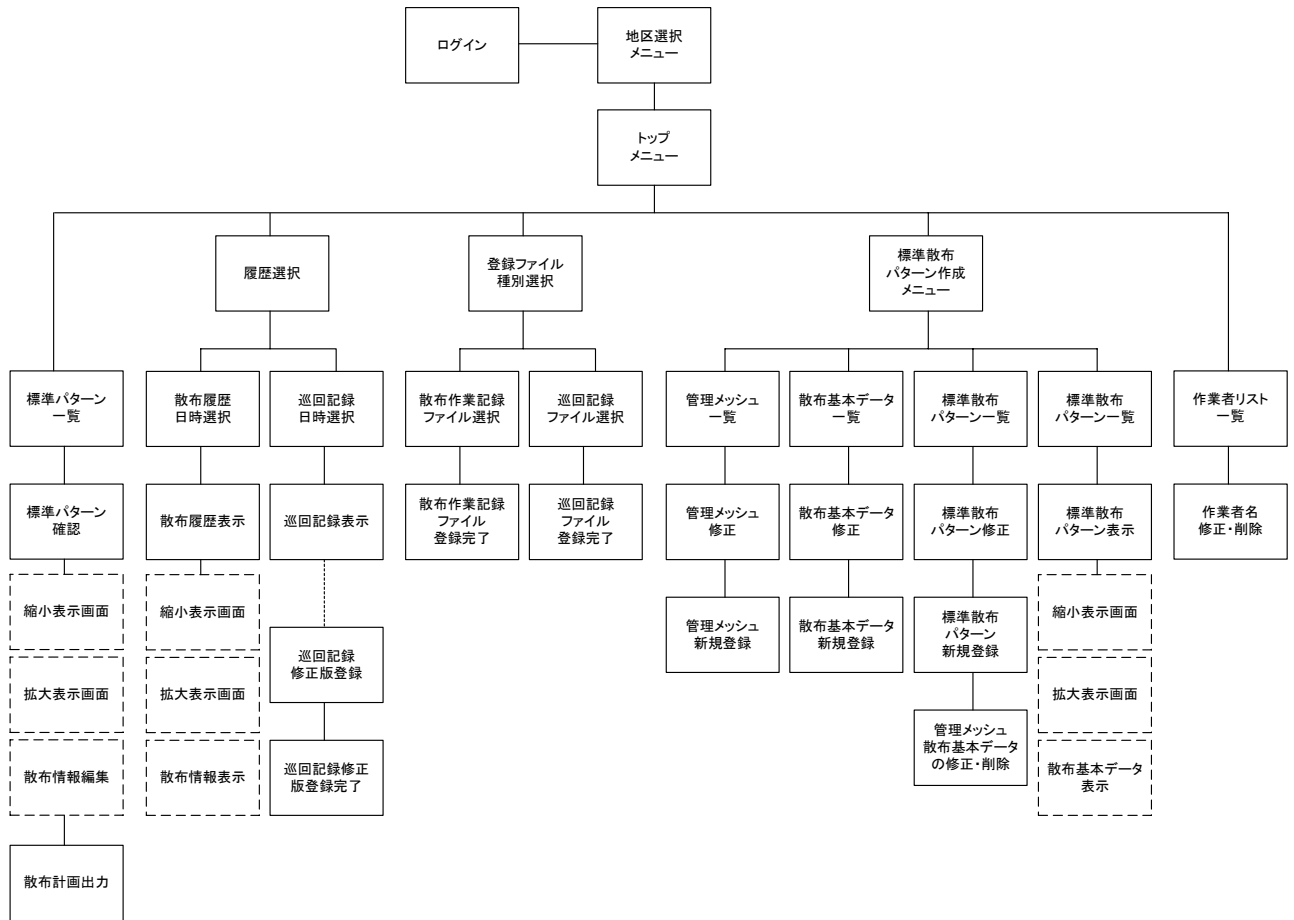 ログイン
地区選択
メニュー
トップ
メニュー
履歴選択
登録ファイル
種別選択
標準散布
パターン作成
メニュー
標準パターン
一覧
散布履歴
日時選択
巡回記録
日時選択
散布作業記録
ファイル選択
巡回記録
ファイル選択
管理メッシュ
一覧
散布基本データ
一覧
標準散布
パターン一覧
標準散布
パターン一覧
作業者リスト
一覧
標準パターン
確認
散布履歴表示
巡回記録表示
散布作業記録
ファイル
登録完了
巡回記録
ファイル
登録完了
管理メッシュ
修正
散布基本データ
修正
標準散布
パターン修正
標準散布
パターン表示
作業者名
修正・削除
縮小表示画面
縮小表示画面
巡回記録
修正版登録
管理メッシュ
新規登録
散布基本データ
新規登録
標準散布
パターン
新規登録
縮小表示画面
拡大表示画面
拡大表示画面
拡大表示画面
散布情報編集
散布情報表示
巡回記録修正
版登録完了
管理メッシュ
散布基本データ
の修正・削除
散布基本データ
表示
散布計画出力